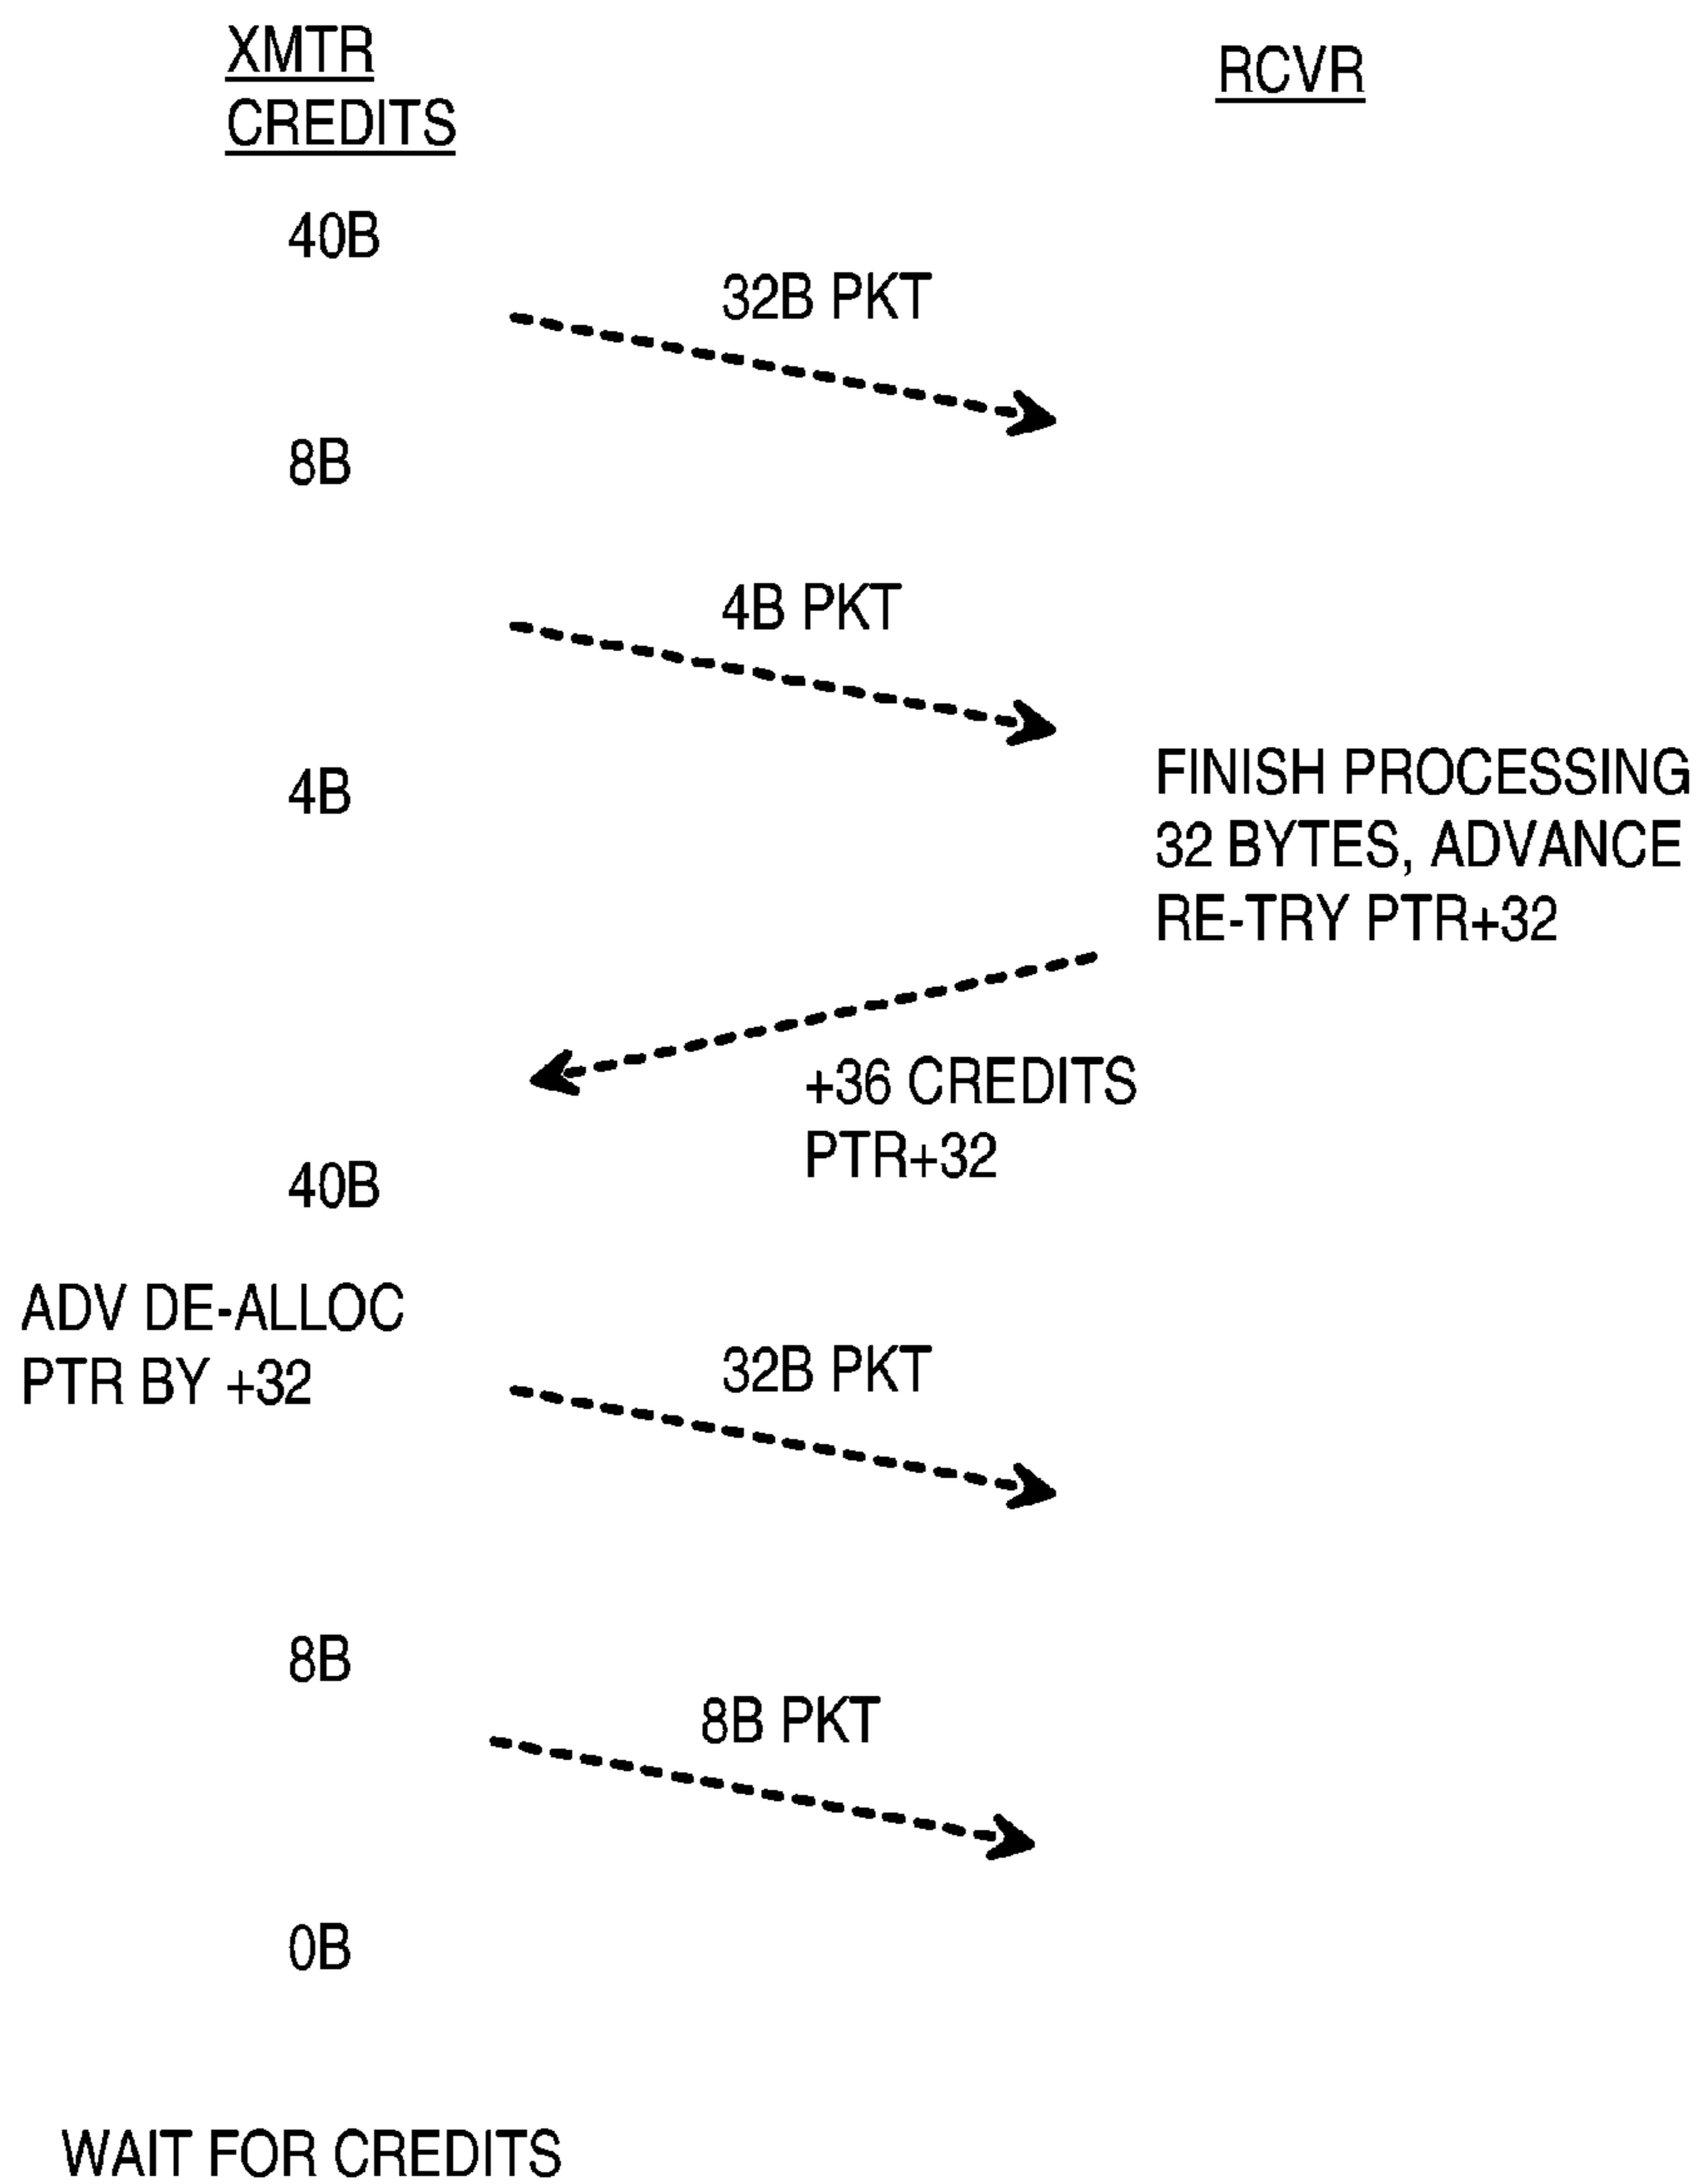 XMTR
CREDITS
RCVR
40B
32B PKT
8B
4B PKT
4B
FINISH PROCESSING
32 BYTES, ADVANCE
RE-TRY PTR+32
+36 CREDITS
PTR+32
40B
ADV DE-ALLOC
PTR BY +32
32B PKT
8B
8B PKT
0B
WAIT FOR CREDITS